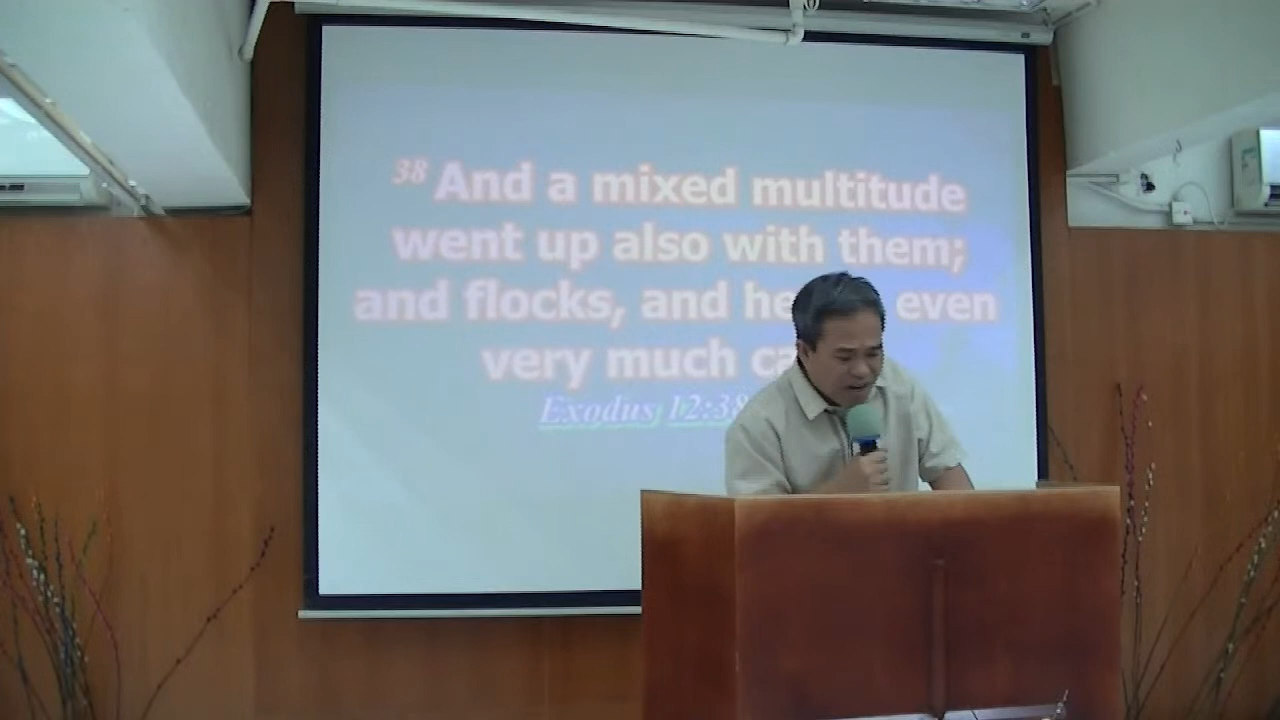 38 And a mixed multitude
went up also with them;
and flocks, and he even
very much ca
Exodus 12:38